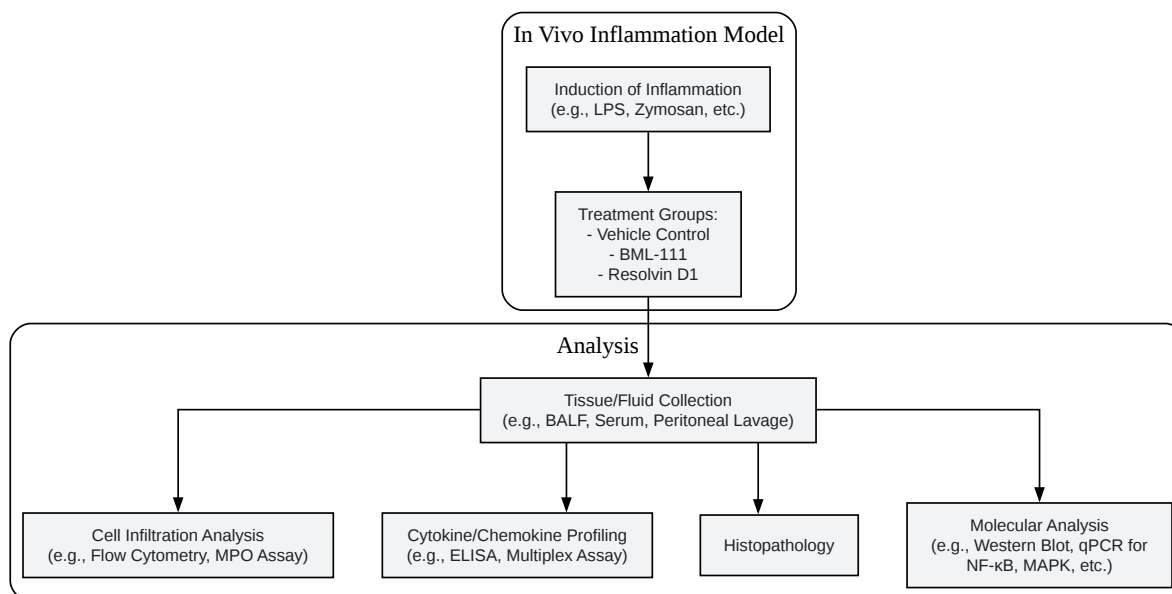 In Vivo Inflammation Model
Induction of Inflammation
(e.g., LPS, Zymosan, etc.)
Treatment Groups:
- Vehicle Control
- BML-111
- Resolvin D1
Analysis
Tissue/Fluid Collection
(e.g., BALF, Serum, Peritoneal Lavage)
Cell Infiltration Analysis
(e.g., Flow Cytometry, MPO Assay)
Cytokine/Chemokine Profiling
(e.g., ELISA, Multiplex Assay)
Histopathology
Molecular Analysis
(e.g., Western Blot, qPCR for
NF-κB, MAPK, etc.)